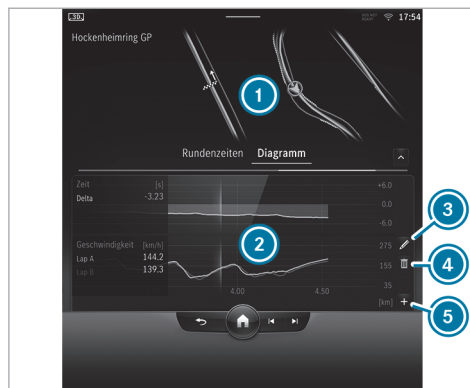 3D
17:54
Hockenheimring GP
1
Rundenzeiten Diagramm
Zeit [s] +6.0
Delta -3.23 0.0
-6.0
3
2
Geschwindigkeit [km/h] 275
Lap A 144.2
Lap B 139.3 155
4
35
4.00 4.50
[km] +
5